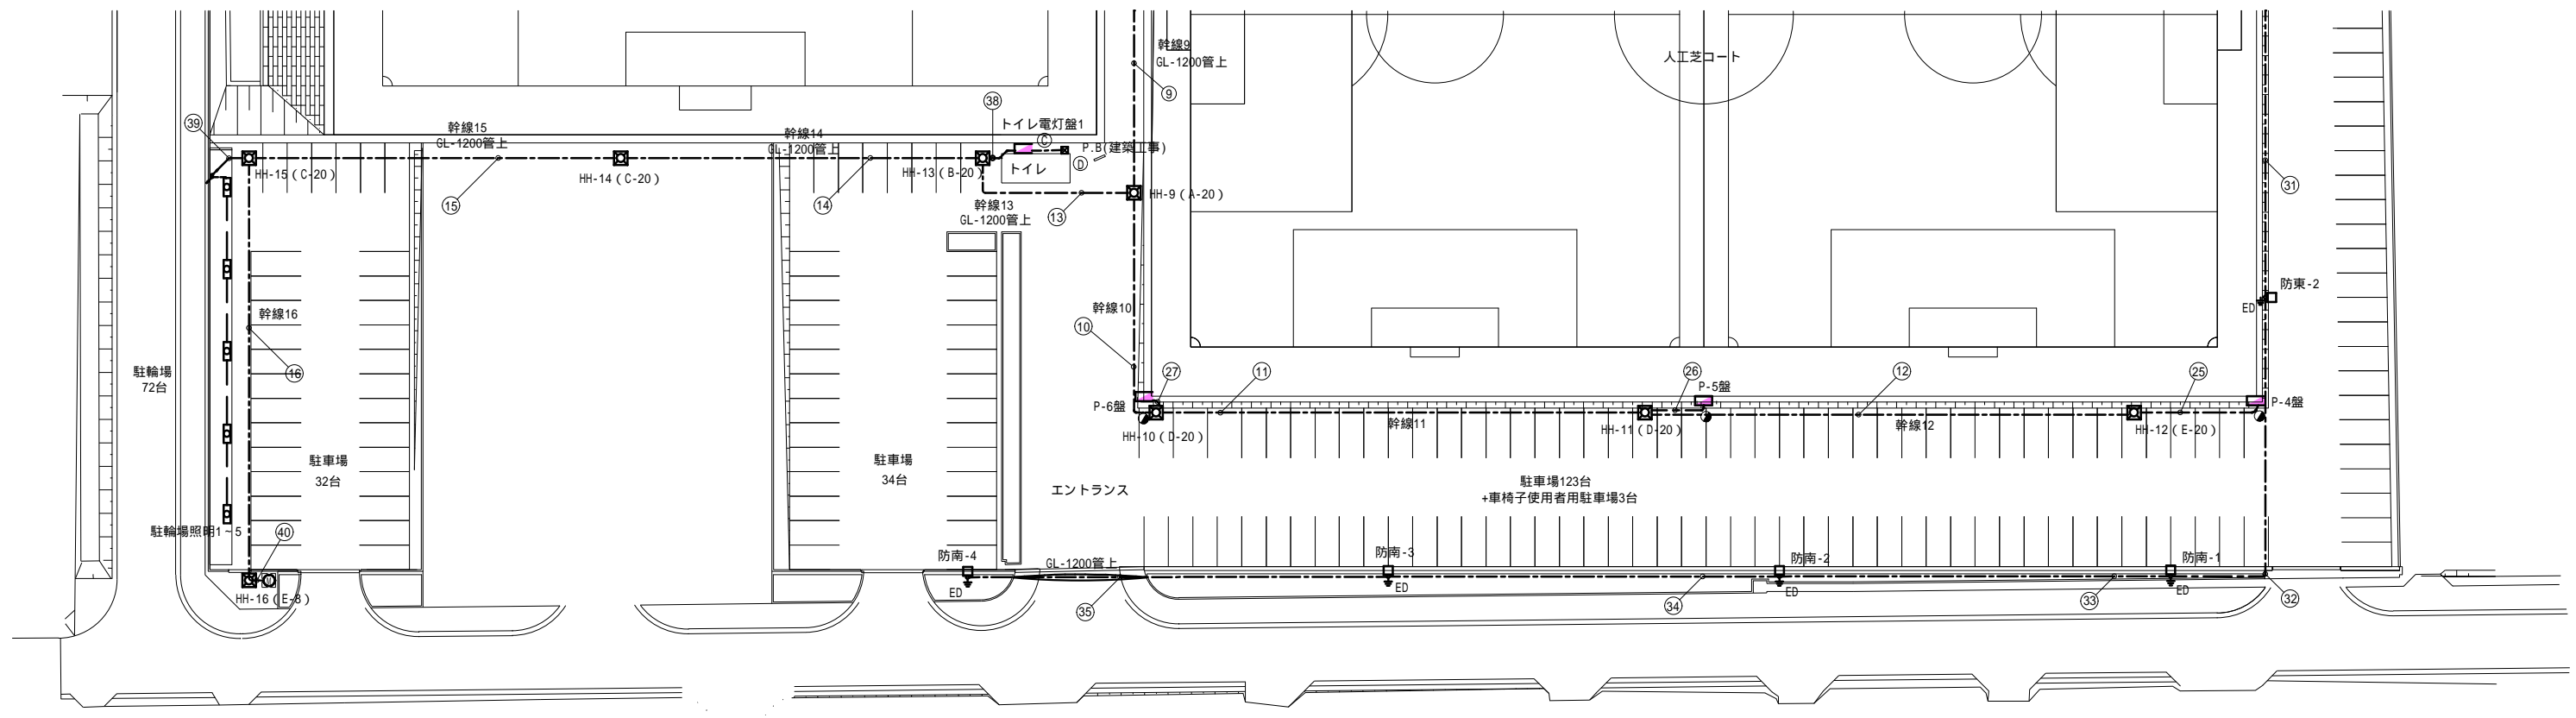 幹線9
GL-1200管上
人工芝コート
⑨
㊳
㊴
幹線15
GL-1200管上
幹線14
GL-1200管上
トイレ電灯盤1
Ⓒ
P.B(建築工事)
Ⓓ
トイレ
HH-15(C-20)
HH-14(C-20)
HH-13(B-20)
HH-9(A-20)
⑮
⑭
⑬
㉛
幹線13
GL-1200管上
防東-2
ED
幹線16
幹線10
⑩
⑯
駐輪場
72台
㉗
⑪
㉖
⑫
㉕
P-5盤
P-6盤
P-4盤
幹線11
幹線12
HH-10(D-20)
HH-11(D-20)
HH-12(E-20)
駐車場
32台
駐車場
34台
エントランス
駐車場123台
+車椅子使用者用駐車場3台
駐輪場照明1~5
㊵
防南-4
GL-1200管上
防南-3
防南-2
防南-1
HH-16(E-8)
ED
ED
ED
ED
㉟
㉞
㉝
㉜